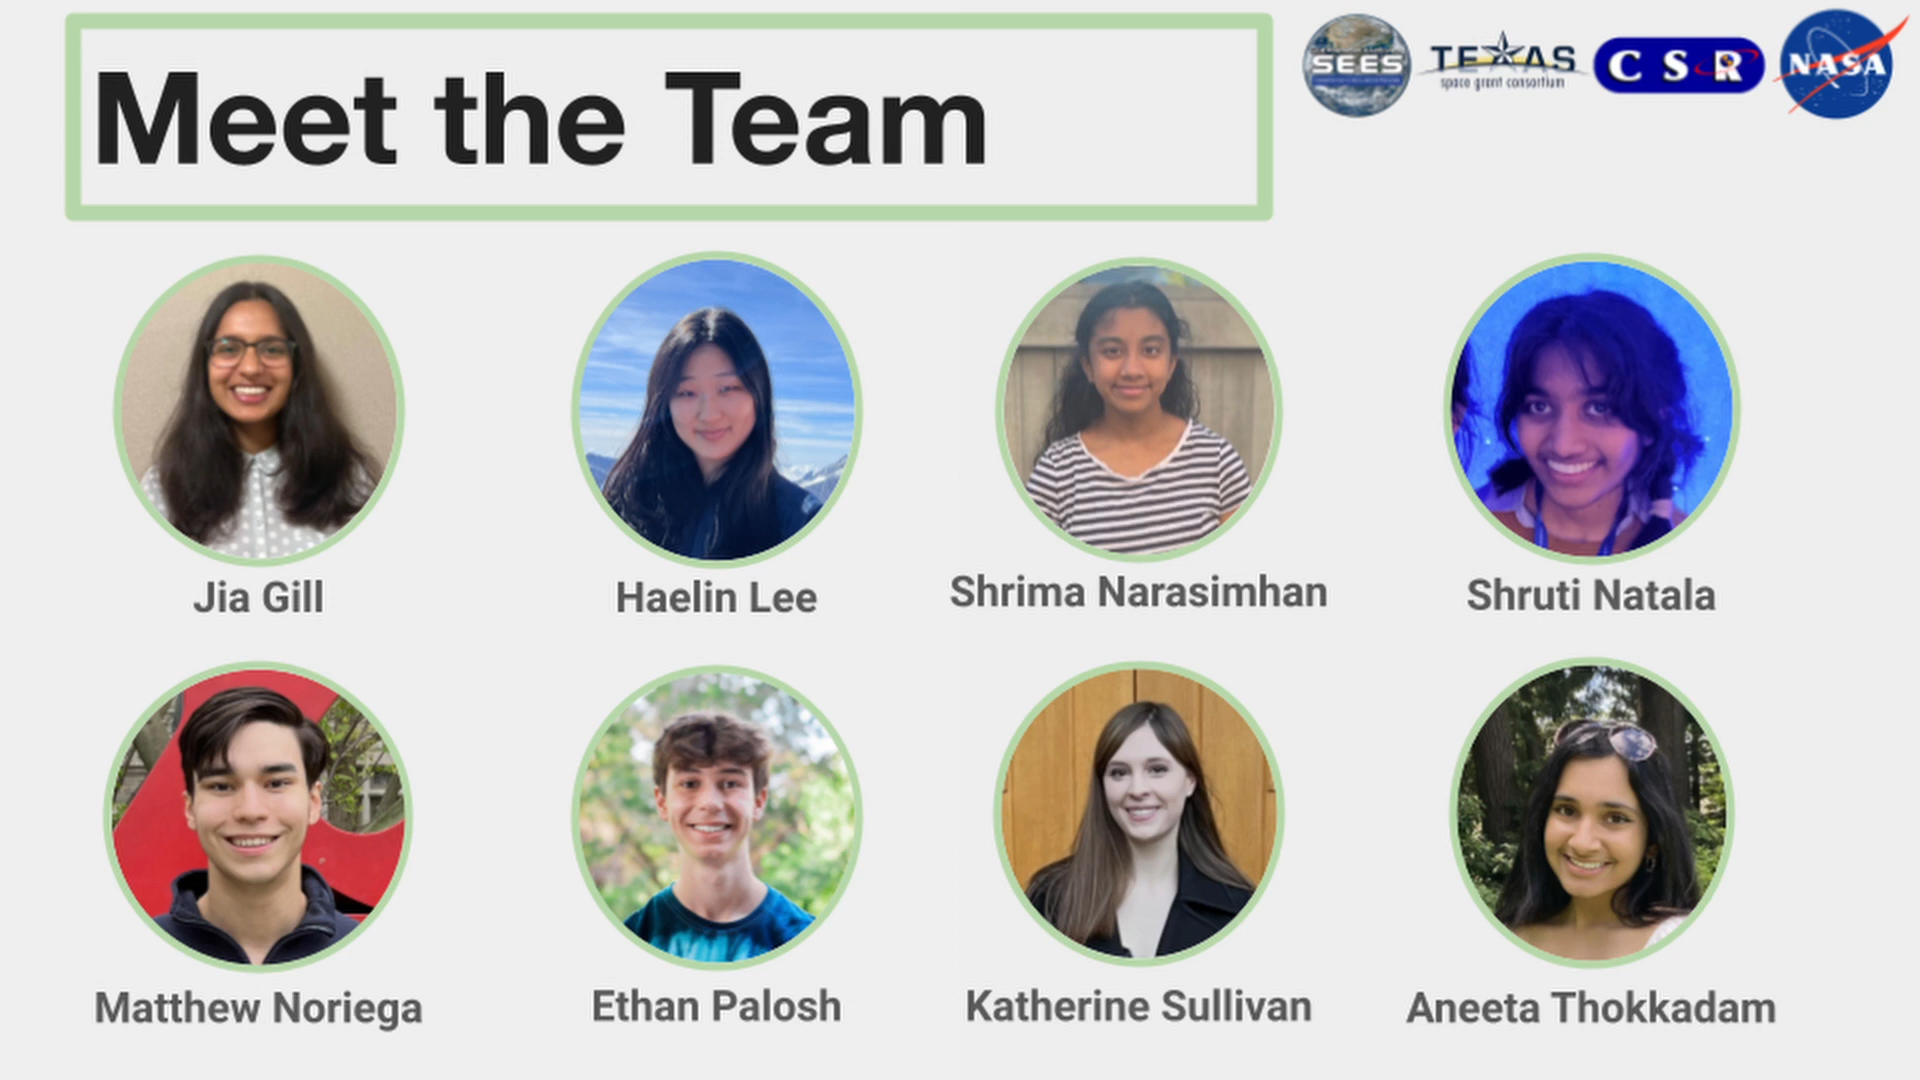 Meet the Team
SEES
TEXAS
space grant consortium
CSR
NASA
Jia Gill
Haelin Lee
Shrima Narasimhan
Shruti Natala
Matthew Noriega
Ethan Palosh
Katherine Sullivan
Aneeta Thokkadam